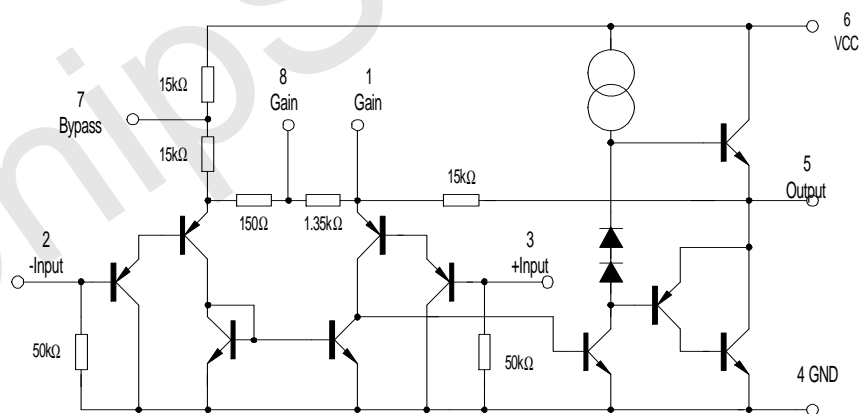 6
VCC
15kΩ
8
Gain
1
Gain
7
Bypass
15kΩ
15kΩ
5
Output
150Ω
1.35kΩ
2
-Input
3
+Input
50kΩ
50kΩ
4 GND